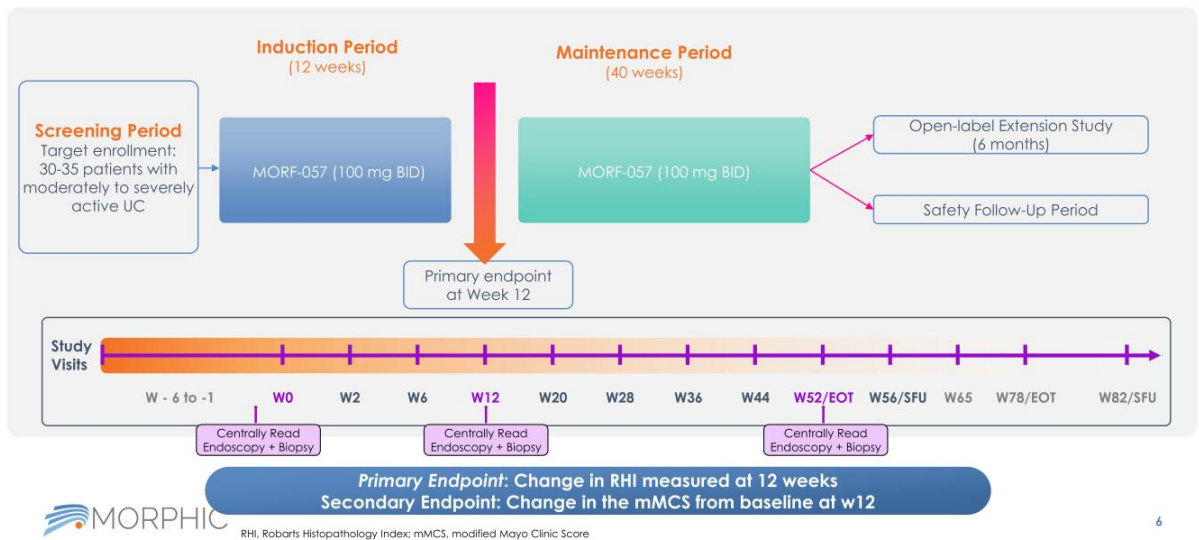 Induction Period
(12 weeks)
Maintenance Period
(40 weeks)
Screening Period
Target enrollment:
30-35 patients with
moderately to severely
active UC
MORF-057 (100 mg BID)
MORF-057 (100 mg BID)
Open-label Extension Study
(6 months)
Safety Follow-Up Period
Primary endpoint
at Week 12
Study
Visits
W - 6 to -1
W0
W2
W6
W12
W20
W28
W36
W44
W52/EOT
W56/SFU
W65
W78/EOT
W82/SFU
Centrally Read
Endoscopy + Biopsy
Centrally Read
Endoscopy + Biopsy
Centrally Read
Endoscopy + Biopsy
Primary Endpoint: Change in RHI measured at 12 weeks
Secondary Endpoint: Change in the mMCS from baseline at w12
MORPHIC
RHI, Robarts Histopathology Index; mMCS, modified Mayo Clinic Score
6